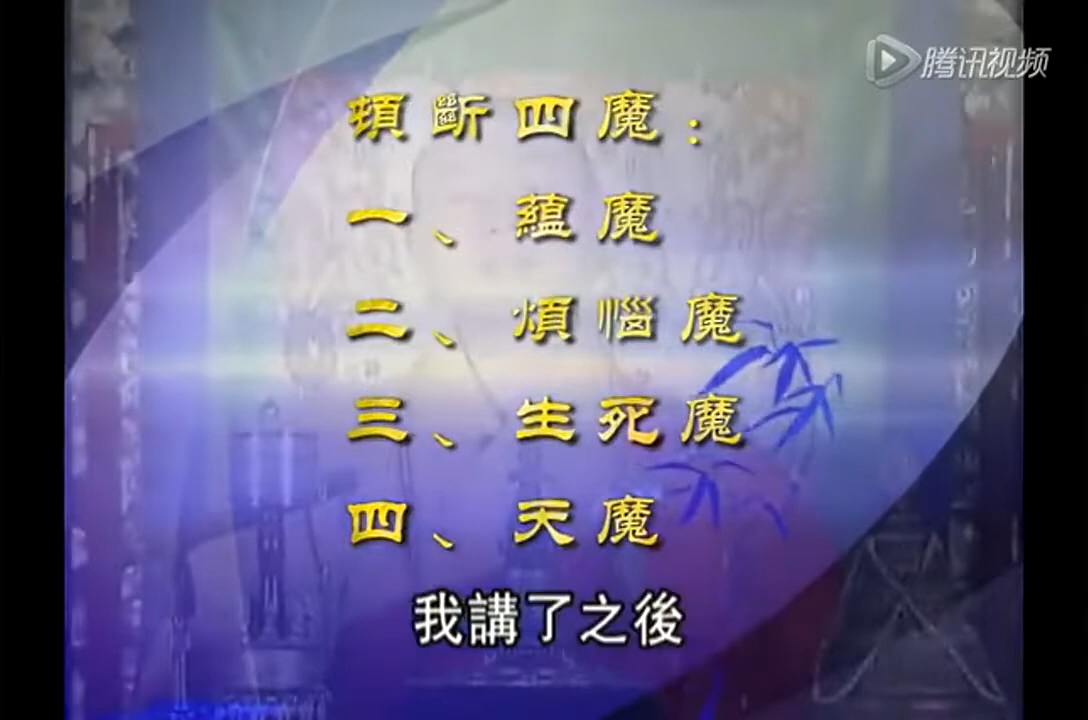 腾讯视频
頓斷四魔：
一、蘊魔
二、煩惱魔
三、生死魔
四、天魔
我講了之後